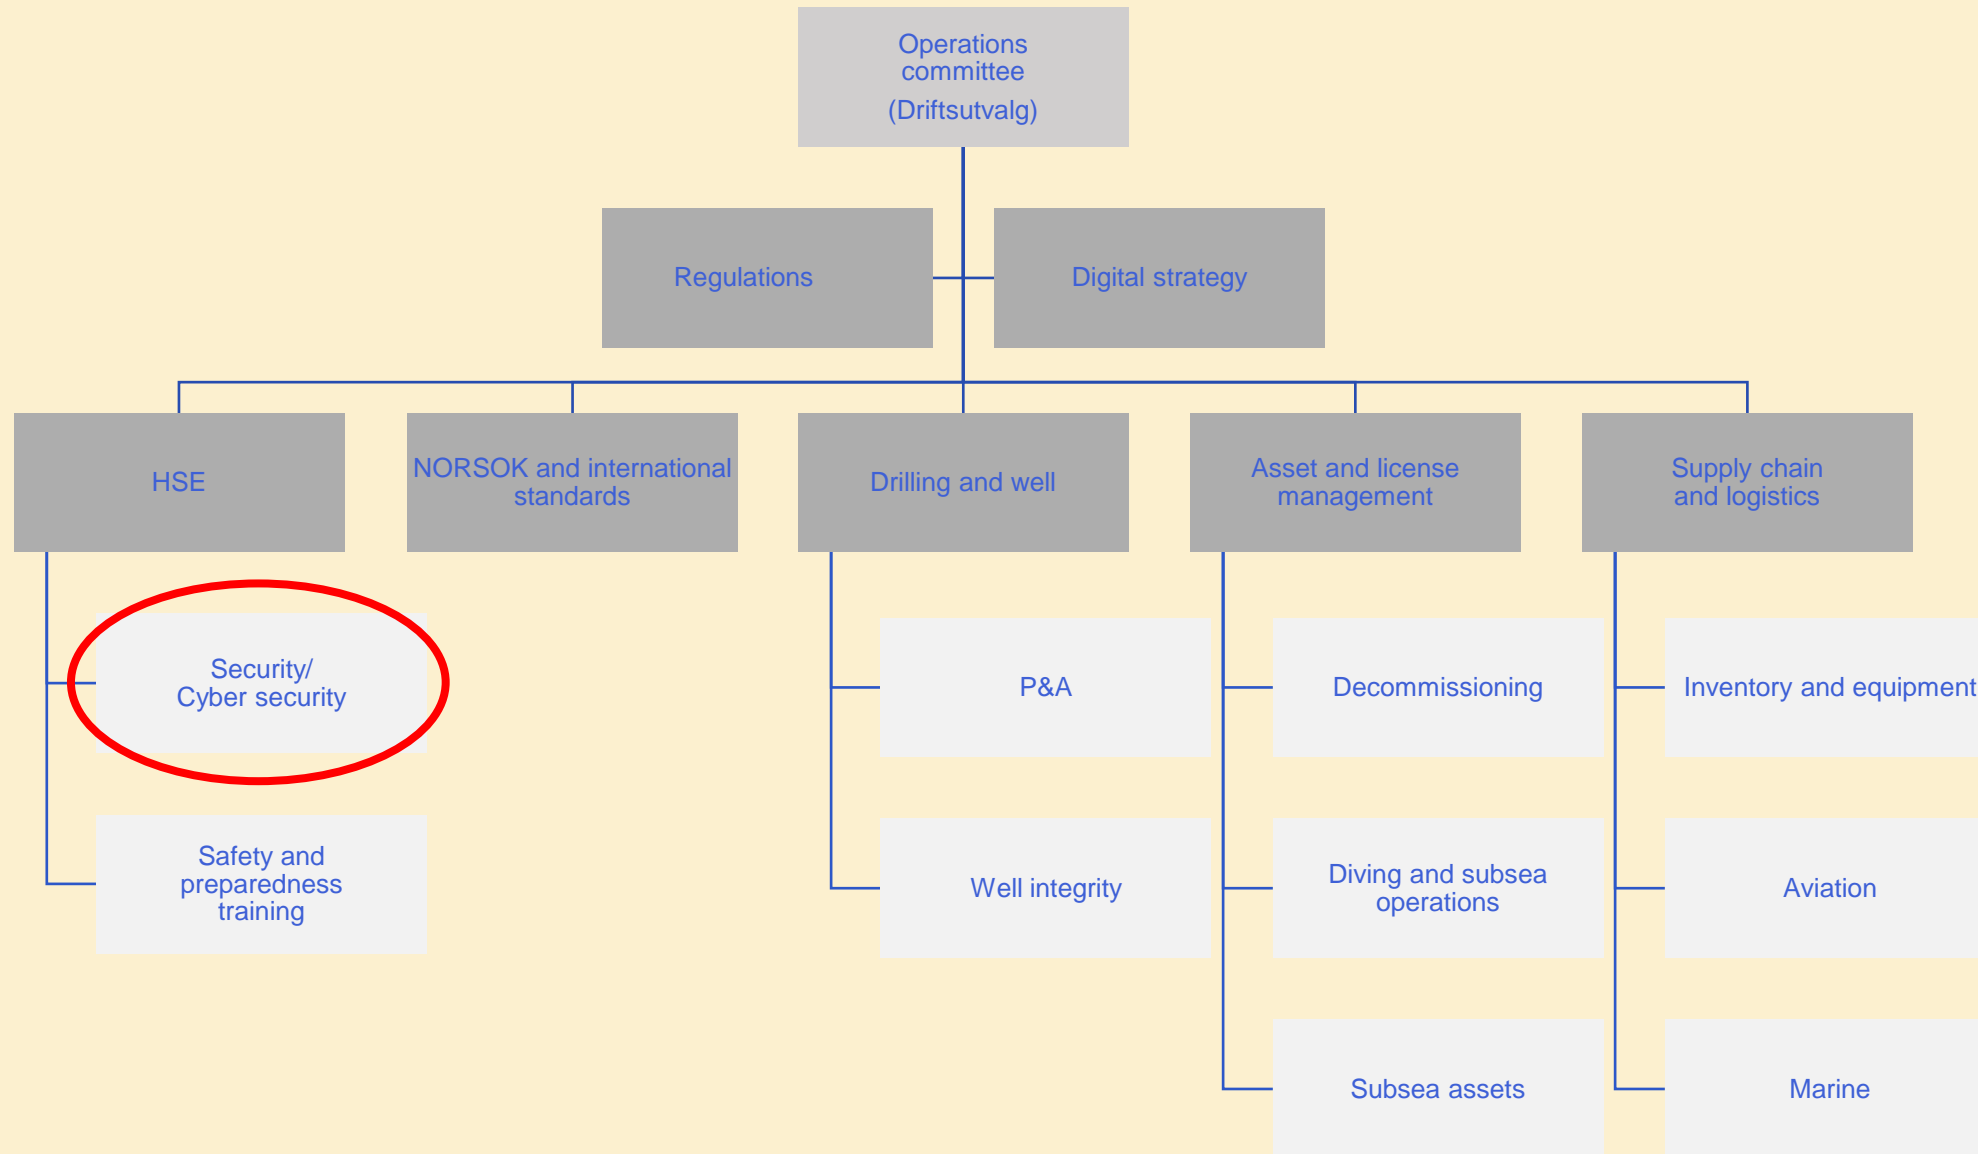 Operations
committee
(Driftsutvalg)
Regulations
Digital strategy
HSE
NORSOK and international
standards
Drilling and well
Asset and license
management
Supply chain
and logistics
Security/
Cyber security
P&A
Decommissioning
Inventory and equipment
Safety and
preparedness
training
Well integrity
Diving and subsea
operations
Aviation
Subsea assets
Marine